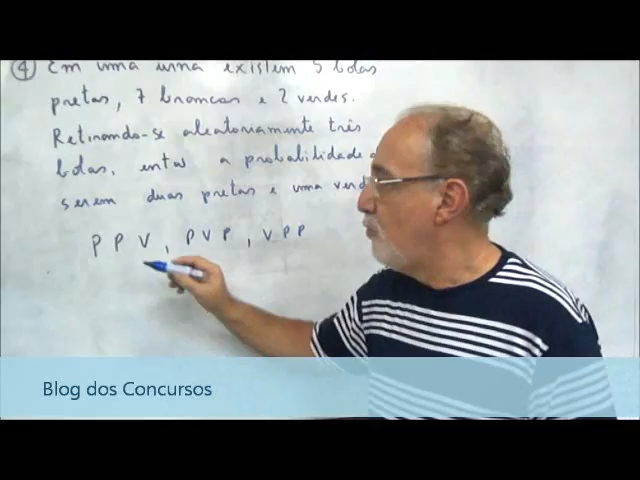 ④ Em uma urna existem 5 bolas
pretas, 7 brancas e 2 verdes.
Retirando-se aleatoriamente três
bolas, então a probabilidade
serem duas pretas e uma verd
P P V , P V P , V P P
Blog dos Concursos